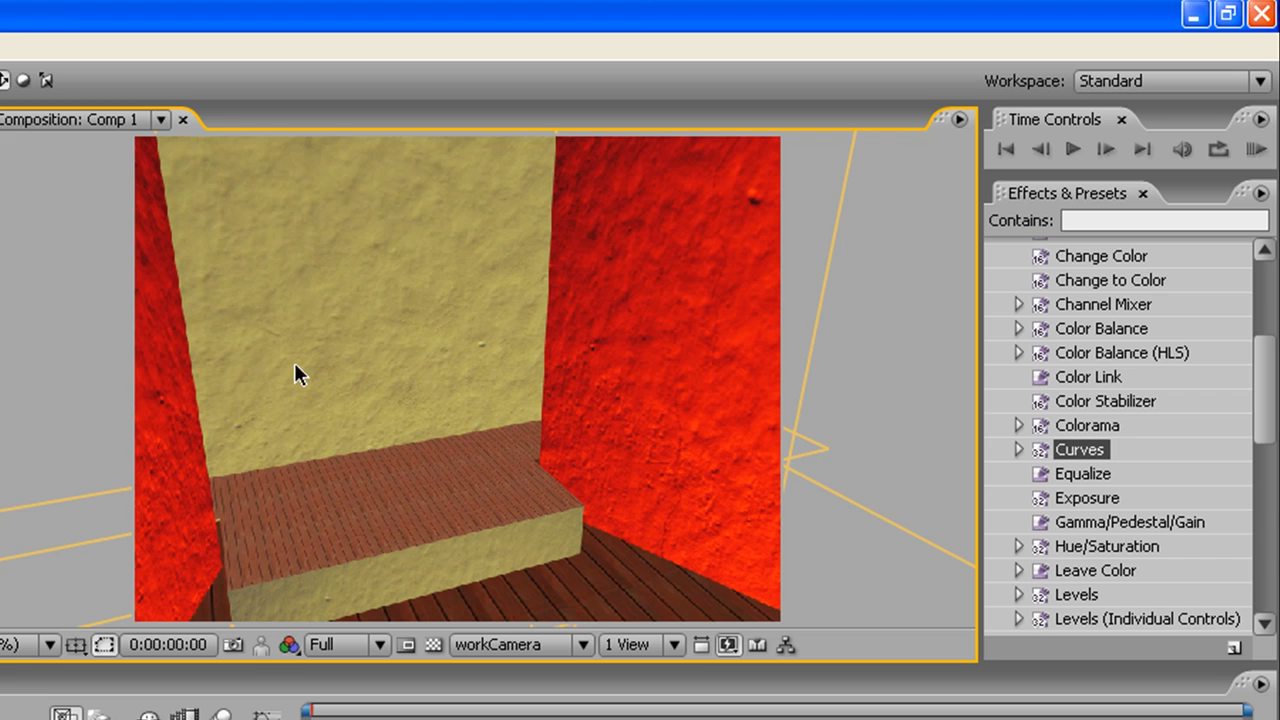 Workspace: Standard
Composition: Comp 1
Time Controls
Effects & Presets
Contains:
Change Color
Change to Color
Channel Mixer
Color Balance
Color Balance (HLS)
Color Link
Color Stabilizer
Colorama
Curves
Equalize
Exposure
Gamma/Pedestal/Gain
Hue/Saturation
Leave Color
Levels
Levels (Individual Controls)
%) 0:00:00:00 Full workCamera 1 View